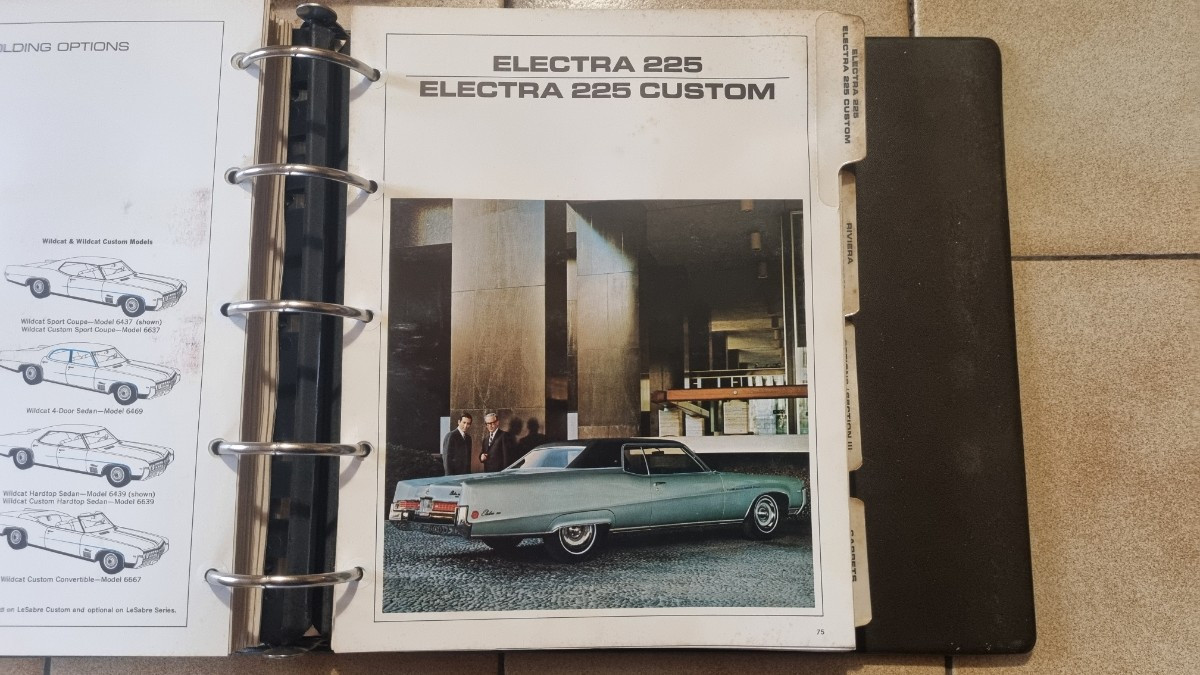 OLDING OPTIONS
Wildcat & Wildcat Custom Models
Wildcat Sport Coupe—Model 6437 (shown)
Wildcat Custom Sport Coupe—Model 6637
Wildcat 4-Door Sedan—Model 6469
Wildcat Hardtop Sedan—Model 6439 (shown)
Wildcat Custom Hardtop Sedan—Model 6639
Wildcat Custom Convertible—Model 6667
on LeSabre Custom and optional on LeSabre Series.
ELECTRA 225
ELECTRA 225 CUSTOM
75
ELECTRA 225
ELECTRA 225 CUSTOM
RIVIERA